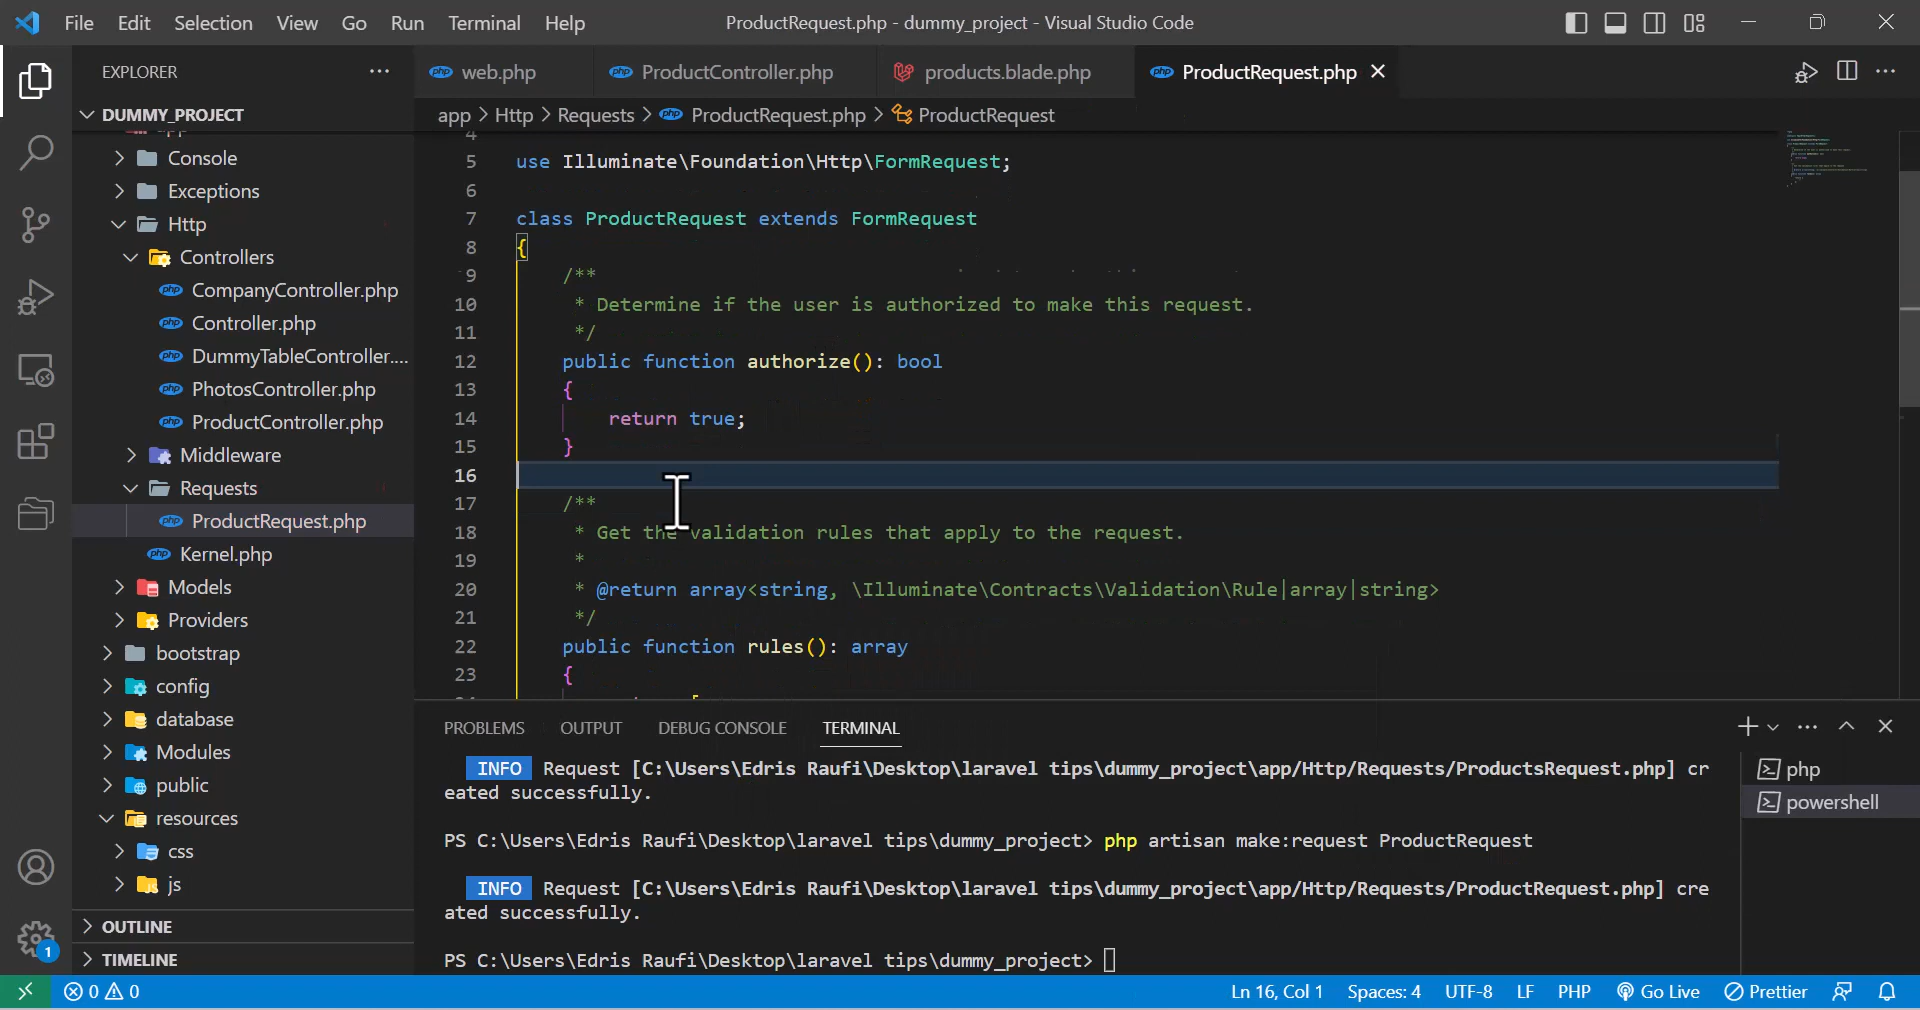 File Edit Selection View Go Run Terminal Help
ProductRequest.php - dummy_project - Visual Studio Code
EXPLORER
web.php
ProductController.php
products.blade.php
ProductRequest.php
DUMMY_PROJECT
app > Http > Requests > ProductRequest.php > ProductRequest
app
Console
Exceptions
Http
Controllers
CompanyController.php
Controller.php
DummyTableController....
PhotosController.php
ProductController.php
Middleware
Requests
ProductRequest.php
Kernel.php
Models
Providers
bootstrap
config
database
Modules
public
resources
css
js
OUTLINE
TIMELINE
1
4
5 use Illuminate\Foundation\Http\FormRequest;
6
7 class ProductRequest extends FormRequest
8 {
9 /**
10 * Determine if the user is authorized to make this request.
11 */
12 public function authorize(): bool
13 {
14 return true;
15 }
16
17 /**
18 * Get the validation rules that apply to the request.
19 *
20 * @return array<string, \Illuminate\Contracts\Validation\Rule|array|string>
21 */
22 public function rules(): array
23 {
PROBLEMS OUTPUT DEBUG CONSOLE TERMINAL
INFO Request [C:\Users\Edris Raufi\Desktop\laravel tips\dummy_project\app/Http/Requests/ProductsRequest.php] cr
eated successfully.
PS C:\Users\Edris Raufi\Desktop\laravel tips\dummy_project> php artisan make:request ProductRequest
INFO Request [C:\Users\Edris Raufi\Desktop\laravel tips\dummy_project\app/Http/Requests/ProductRequest.php] cre
ated successfully.
PS C:\Users\Edris Raufi\Desktop\laravel tips\dummy_project>
php
powershell
0 0
Ln 16, Col 1 Spaces: 4 UTF-8 LF PHP Go Live Prettier